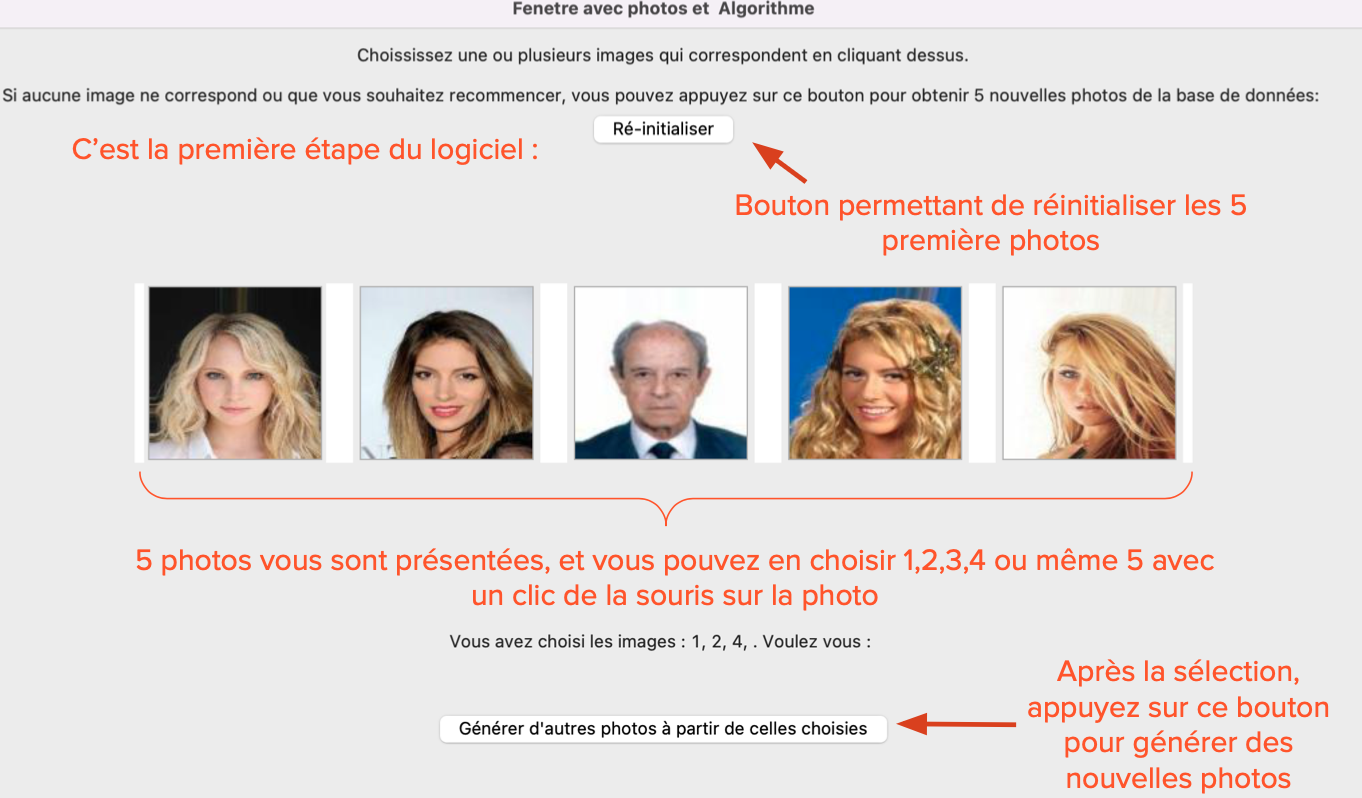 Fenetre avec photos et Algorithme
Choississez une ou plusieurs images qui correspondent en cliquant dessus.
Si aucune image ne correspond ou que vous souhaitez recommencer, vous pouvez appuyez sur ce bouton pour obtenir 5 nouvelles photos de la base de données:
Ré-initialiser
C’est la première étape du logiciel :
Bouton permettant de réinitialiser les 5
première photos
5 photos vous sont présentées, et vous pouvez en choisir 1,2,3,4 ou même 5 avec
un clic de la souris sur la photo
Vous avez choisi les images : 1, 2, 4, . Voulez vous :
Générer d'autres photos à partir de celles choisies
Après la sélection,
appuyez sur ce bouton
pour générer des
nouvelles photos